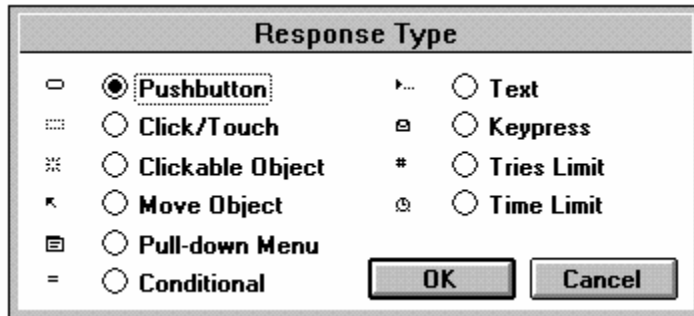 Response Type
Pushbutton
Click/Touch
Clickable Object
Move Object
Pull-down Menu
= Conditional
Text
Keypress
# Tries Limit
Time Limit
OK
Cancel